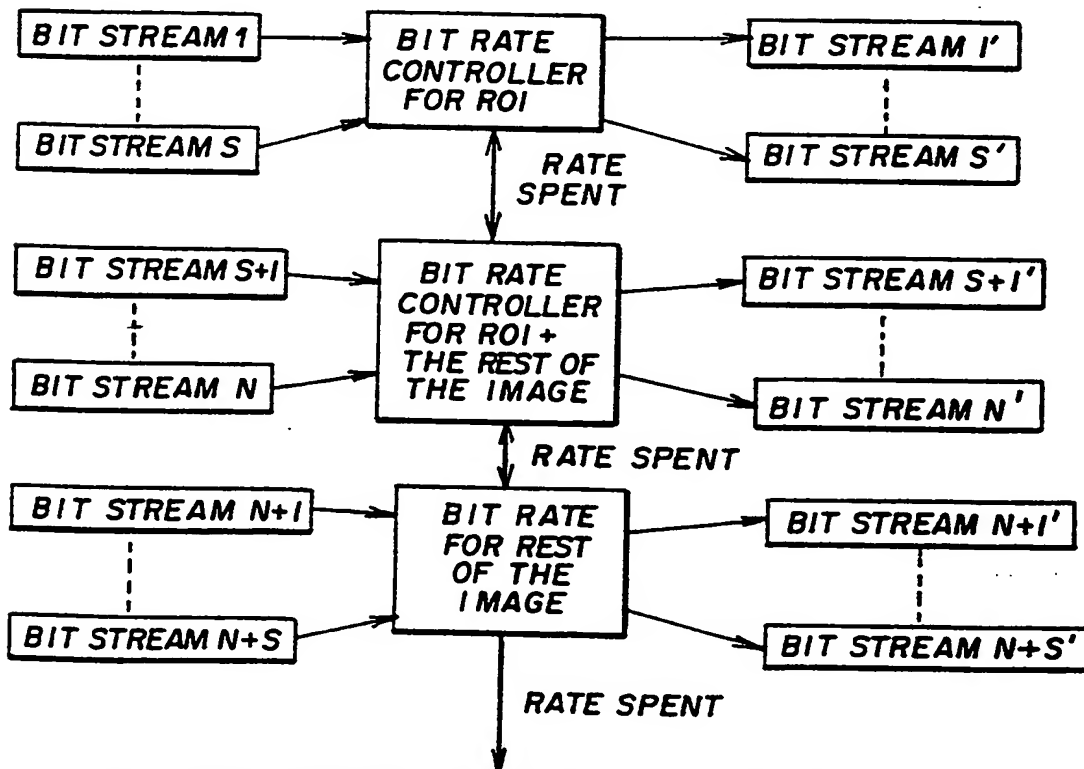 BIT STREAM 1
BIT RATE
CONTROLLER
FOR ROI
BIT STREAM I'
BIT STREAM S
BIT STREAM S'
RATE
SPENT
BIT STREAM S+I
BIT RATE
CONTROLLER
FOR ROI +
THE REST OF
THE IMAGE
BIT STREAM S+I'
BIT STREAM N
BIT STREAM N'
RATE SPENT
BIT STREAM N+I
BIT RATE
FOR REST
OF THE
IMAGE
BIT STREAM N+I'
BIT STREAM N+S
BIT STREAM N+S'
RATE SPENT